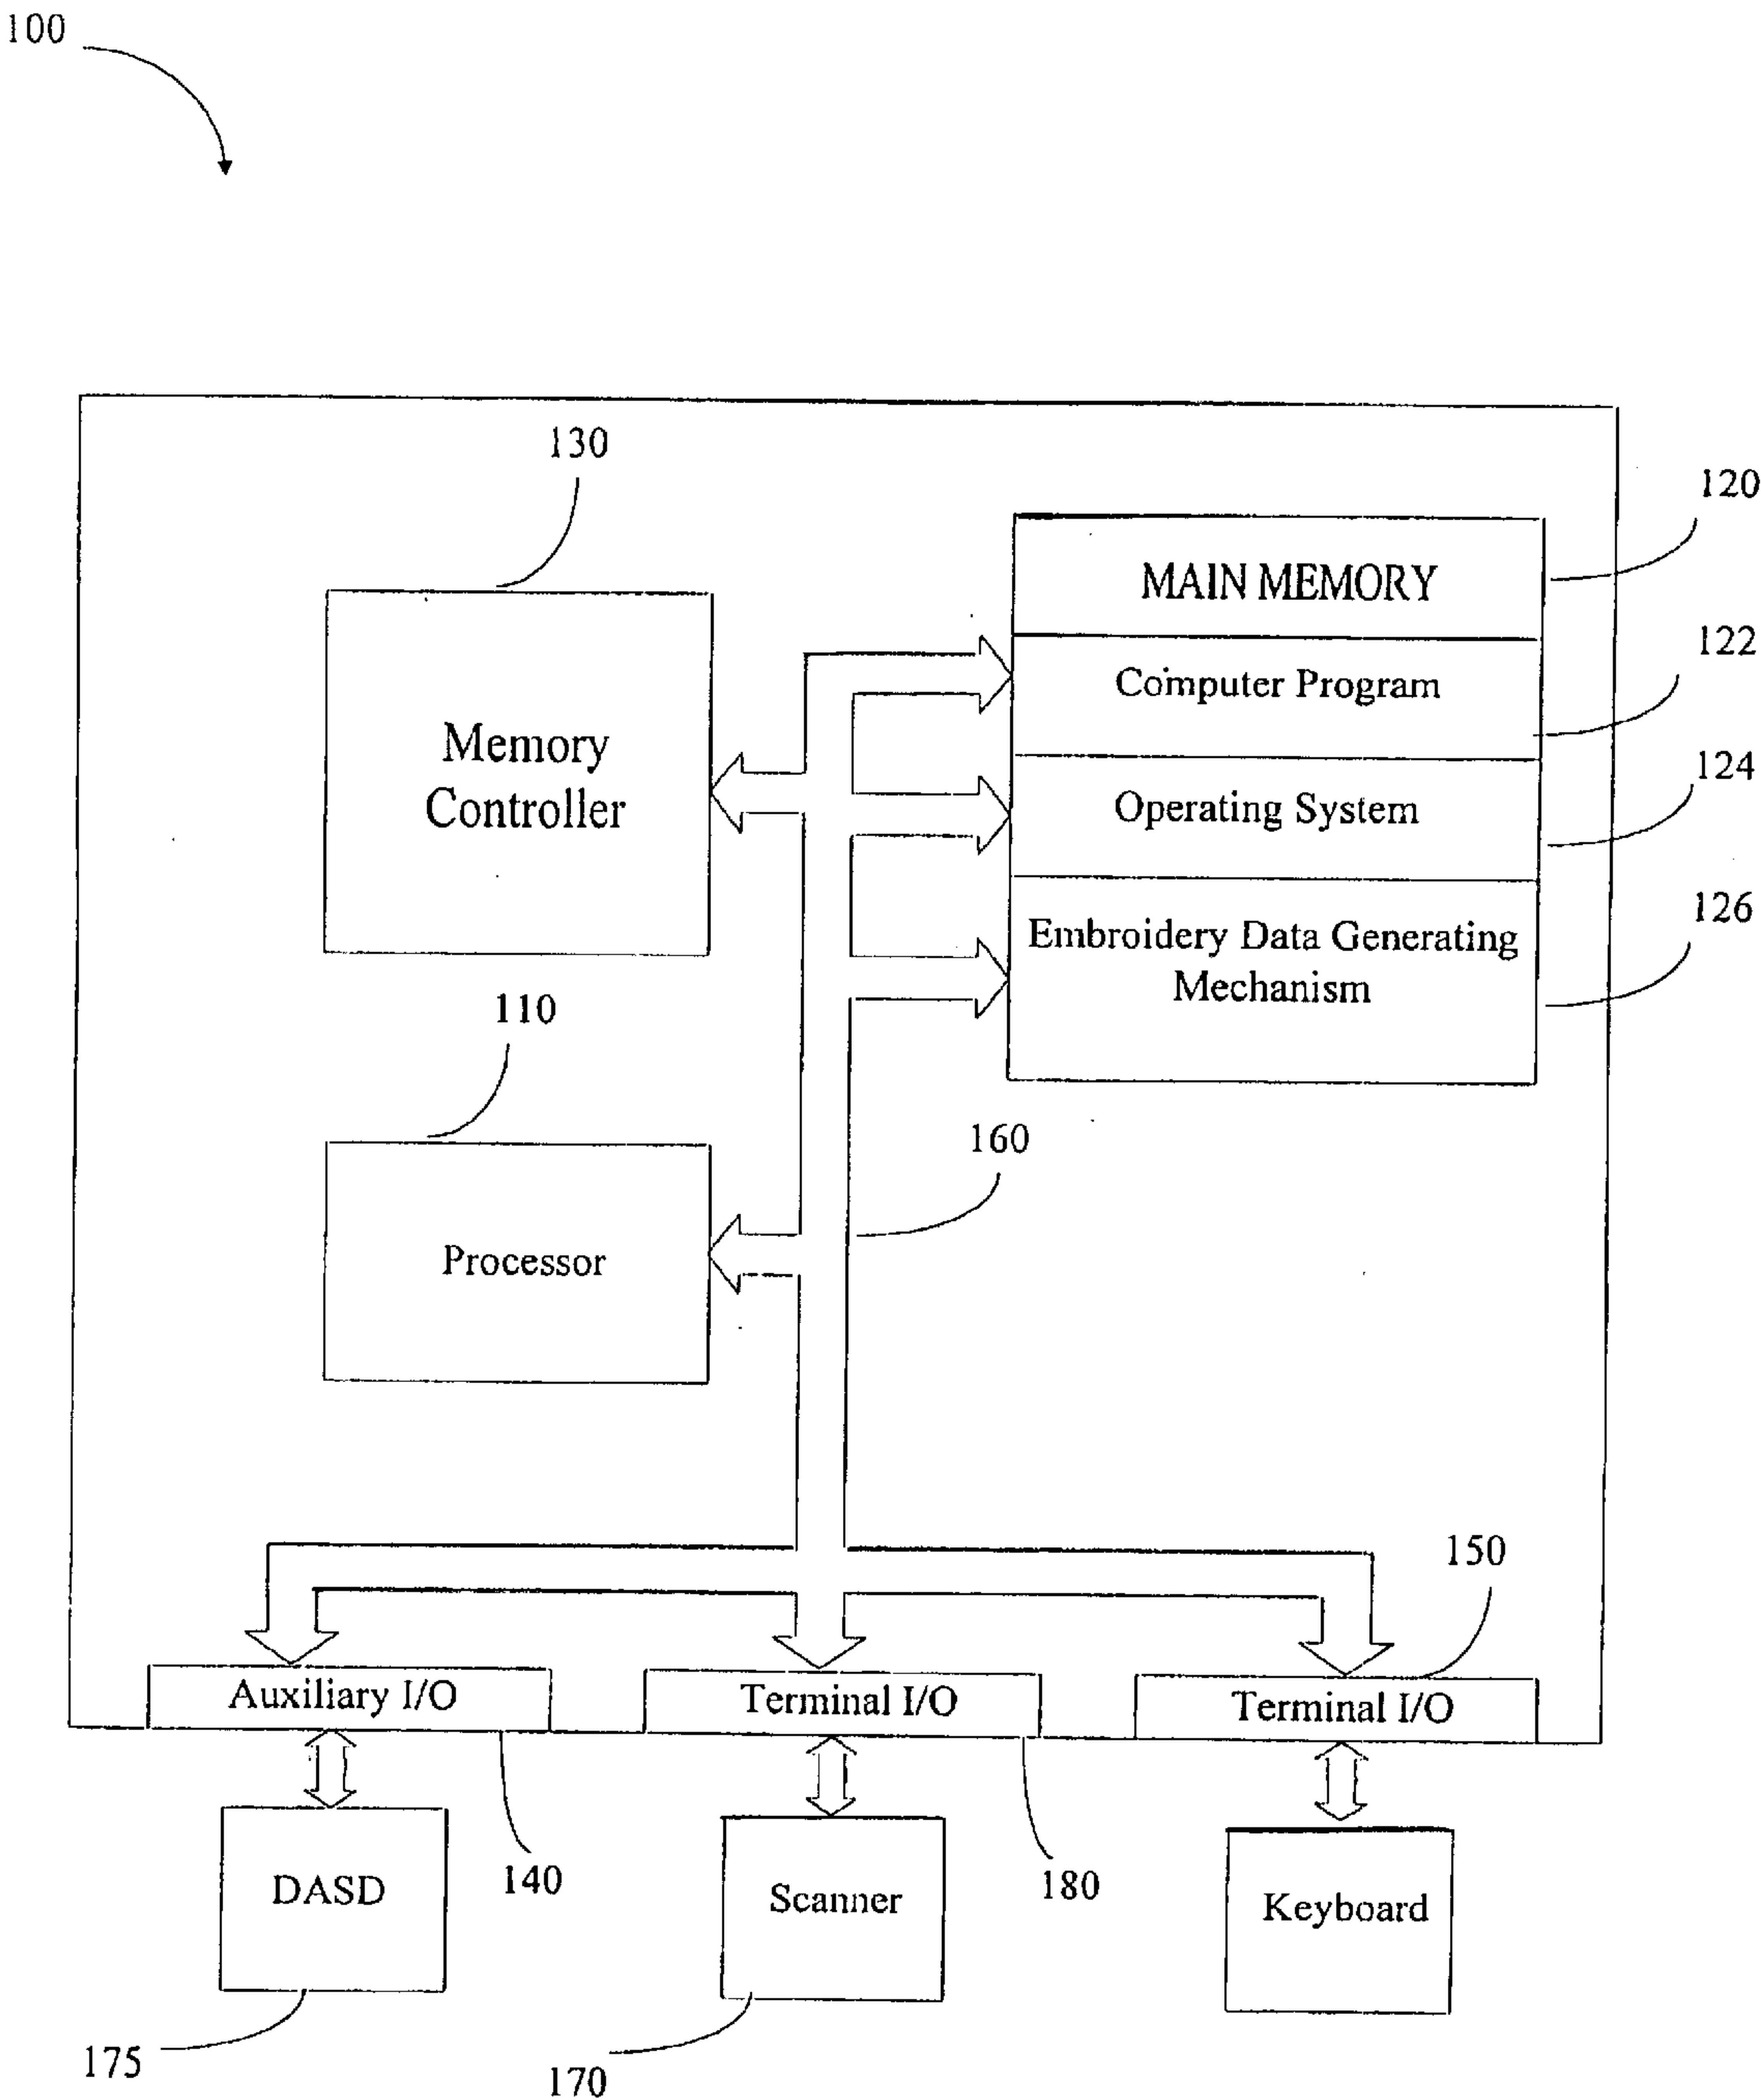 100
130
120
MAIN MEMORY
122
Computer Program
Memory
Controller
124
Operating System
126
Embroidery Data Generating
Mechanism
110
160
Processor
150
Auxiliary I/O
Terminal I/O
Terminal I/O
140
180
DASD
Scanner
Keyboard
175
170